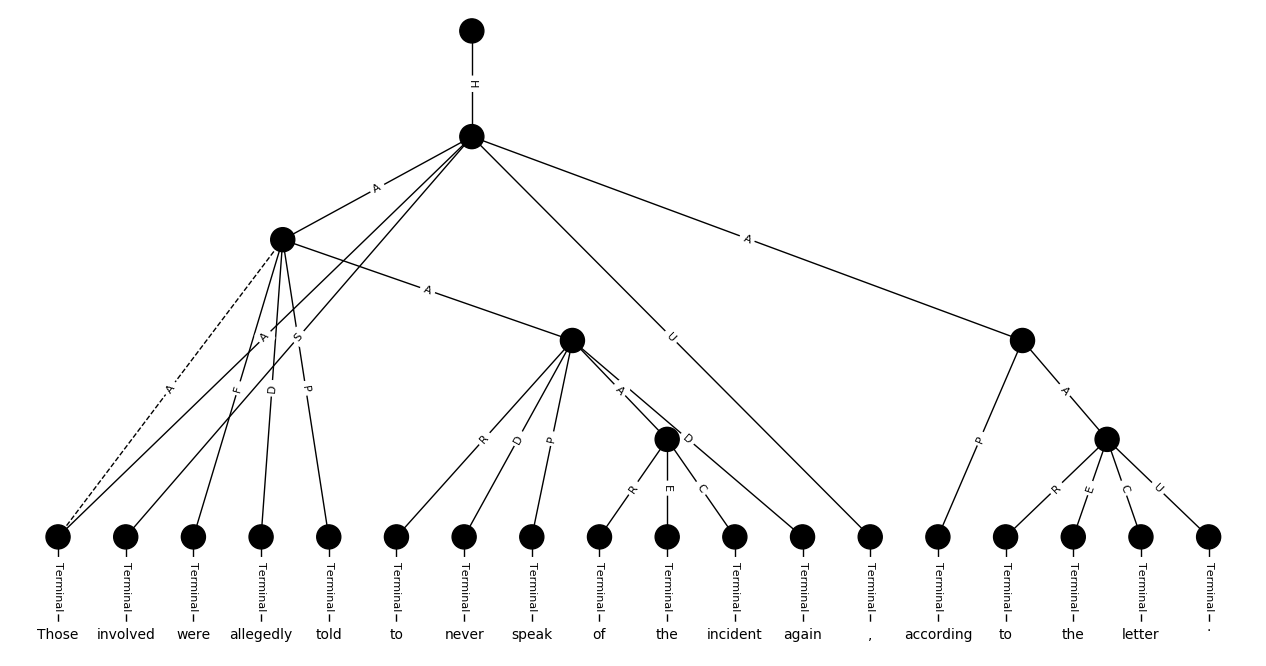 H
A
A
A
A
S
U
A
A
F
D
P
R
D
P
A
D
P
A
R
E
C
R
E
C
U
Terminal Terminal Terminal Terminal Terminal Terminal Terminal Terminal Terminal Terminal Terminal Terminal Terminal Terminal Terminal Terminal Terminal Terminal
Those involved were allegedly told to never speak of the incident again , according to the letter .